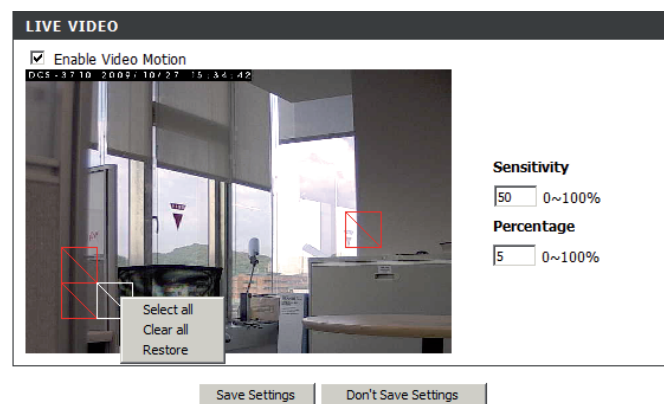 LIVE VIDEO
Enable Video Motion
DCS-3710 2009/10/27 15:34:42
Sensitivity
50 0~100%
Percentage
5 0~100%
Select all
Clear all
Restore
Save Settings
Don't Save Settings